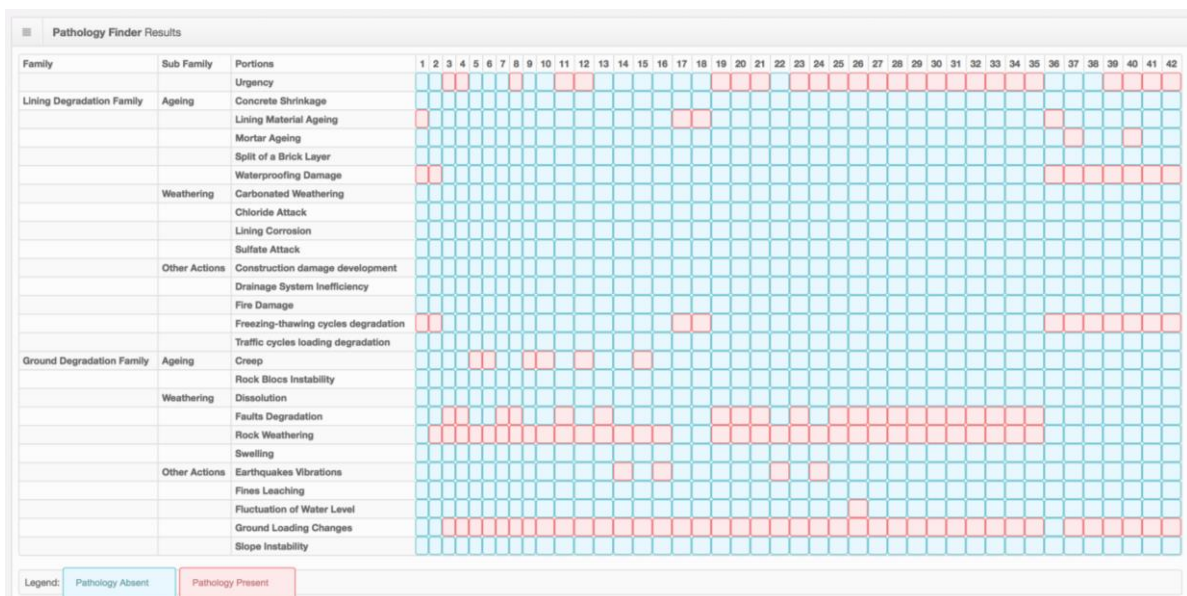 Pathology Finder Results
Family Sub Family Portions 1 2 3 4 5 6 7 8 9 10 11 12 13 14 15 16 17 18 19 20 21 22 23 24 25 26 27 28 29 30 31 32 33 34 35 36 37 38 39 40 41 42
Urgency
Lining Degradation Family Ageing Concrete Shrinkage
Lining Material Ageing
Mortar Ageing
Split of a Brick Layer
Waterproofing Damage
Weathering Carbonated Weathering
Chloride Attack
Lining Corrosion
Sulfate Attack
Other Actions Construction damage development
Drainage System Inefficiency
Fire Damage
Freezing-thawing cycles degradation
Traffic cycles loading degradation
Ground Degradation Family Ageing Creep
Rock Blocs Instability
Weathering Dissolution
Faults Degradation
Rock Weathering
Swelling
Other Actions Earthquakes Vibrations
Fines Leaching
Fluctuation of Water Level
Ground Loading Changes
Slope Instability
Legend: Pathology Absent Pathology Present